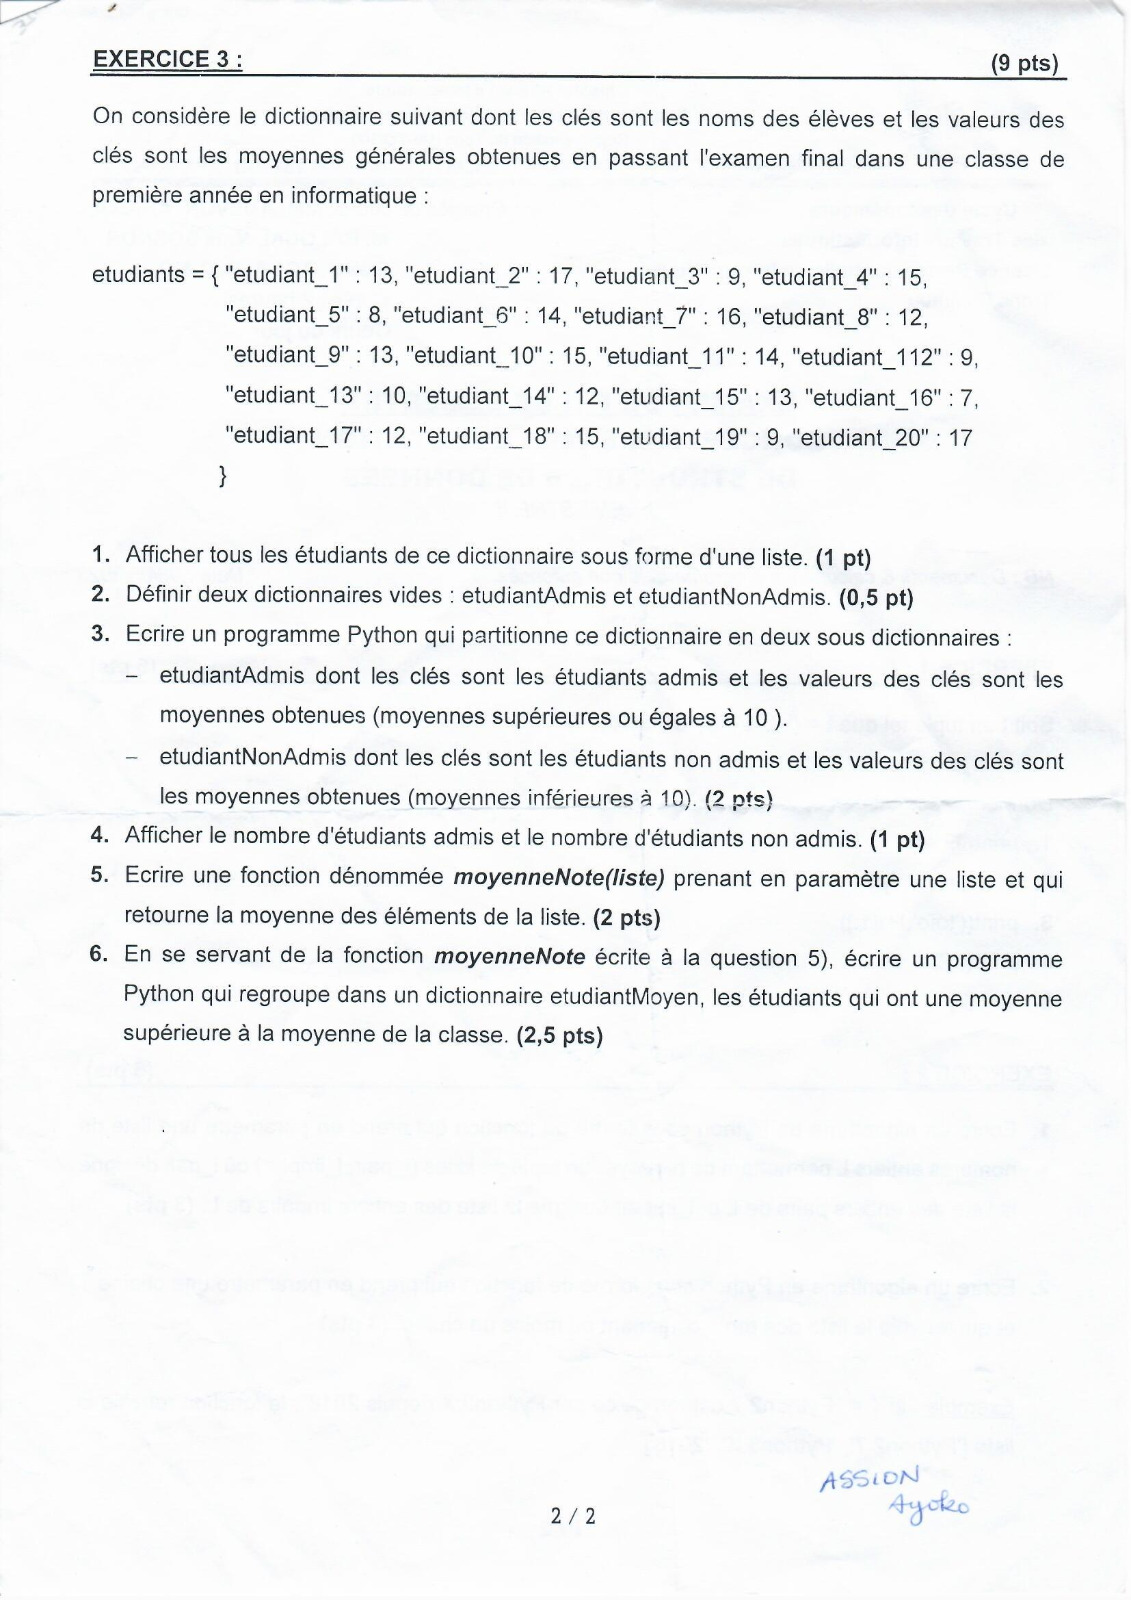 EXERCICE 3 : (9 pts)
On considère le dictionnaire suivant dont les clés sont les noms des élèves et les valeurs des
clés sont les moyennes générales obtenues en passant l'examen final dans une classe de
première année en informatique :
etudiants = { "etudiant_1" : 13, "etudiant_2" : 17, "etudiant_3" : 9, "etudiant_4" : 15,
"etudiant_5" : 8, "etudiant_6" : 14, "etudiant_7" : 16, "etudiant_8" : 12,
"etudiant_9" : 13, "etudiant_10" : 15, "etudiant_11" : 14, "etudiant_112" : 9,
"etudiant_13" : 10, "etudiant_14" : 12, "etudiant_15" : 13, "etudiant_16" : 7,
"etudiant_17" : 12, "etudiant_18" : 15, "etudiant_19" : 9, "etudiant_20" : 17
}
1. Afficher tous les étudiants de ce dictionnaire sous forme d'une liste. (1 pt)
2. Définir deux dictionnaires vides : etudiantAdmis et etudiantNonAdmis. (0,5 pt)
3. Ecrire un programme Python qui partitionne ce dictionnaire en deux sous dictionnaires :
– etudiantAdmis dont les clés sont les étudiants admis et les valeurs des clés sont les
moyennes obtenues (moyennes supérieures ou égales à 10 ).
– etudiantNonAdmis dont les clés sont les étudiants non admis et les valeurs des clés sont
les moyennes obtenues (moyennes inférieures à 10). (2 pts)
4. Afficher le nombre d'étudiants admis et le nombre d'étudiants non admis. (1 pt)
5. Ecrire une fonction dénommée moyenneNote(liste) prenant en paramètre une liste et qui
retourne la moyenne des éléments de la liste. (2 pts)
6. En se servant de la fonction moyenneNote écrite à la question 5), écrire un programme
Python qui regroupe dans un dictionnaire etudiantMoyen, les étudiants qui ont une moyenne
supérieure à la moyenne de la classe. (2,5 pts)
ASSION
Ayoko
2 / 2